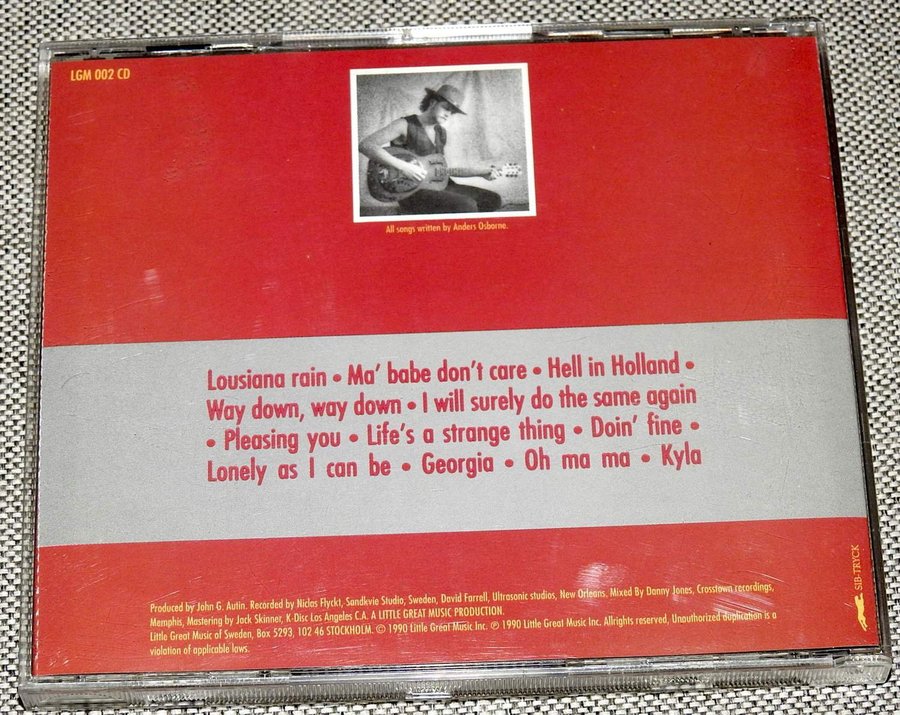 LGM 002 CD
All songs written by Anders Osborne.
Lousiana rain • Ma' babe don't care • Hell in Holland •
Way down, way down • I will surely do the same again
• Pleasing you • Life's a strange thing • Doin' fine •
Lonely as I can be • Georgia • Oh ma ma • Kyla
Produced by John G. Autin. Recorded by Niclas Flyckt, Sandkvie Studio, Sweden, David Farrell, Ultrasonic studios, New Orleans. Mixed By Danny Jones, Crosstown recordings,
Memphis, Mastering by Jack Skinner, K-Disc Los Angeles C.A. A LITTLE GREAT MUSIC PRODUCTION.
Little Great Music of Sweden, Box 5293, 102 46 STOCKHOLM. © 1990 Little Great Music Inc. ℗ 1990 Little Great Music Inc. Allrights reserved, Unauthorized duplication is a
violation of applicable laws.
SIB-TRYCK